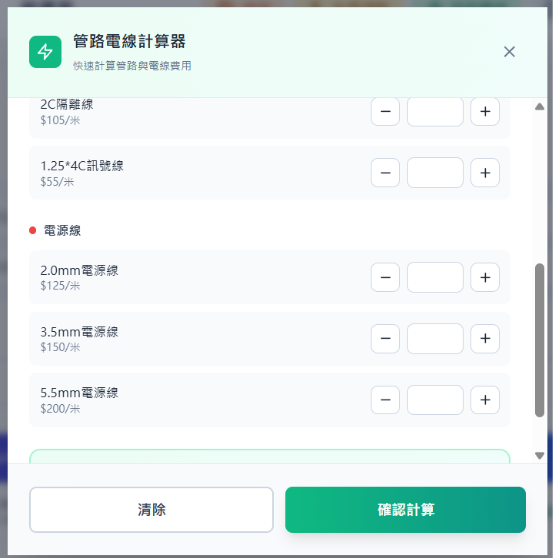 管路電線計算器
快速計算管路與電線費用
2C隔離線
$105/米
1.25*4C訊號線
$55/米
電源線
2.0mm電源線
$125/米
3.5mm電源線
$150/米
5.5mm電源線
$200/米
清除
確認計算